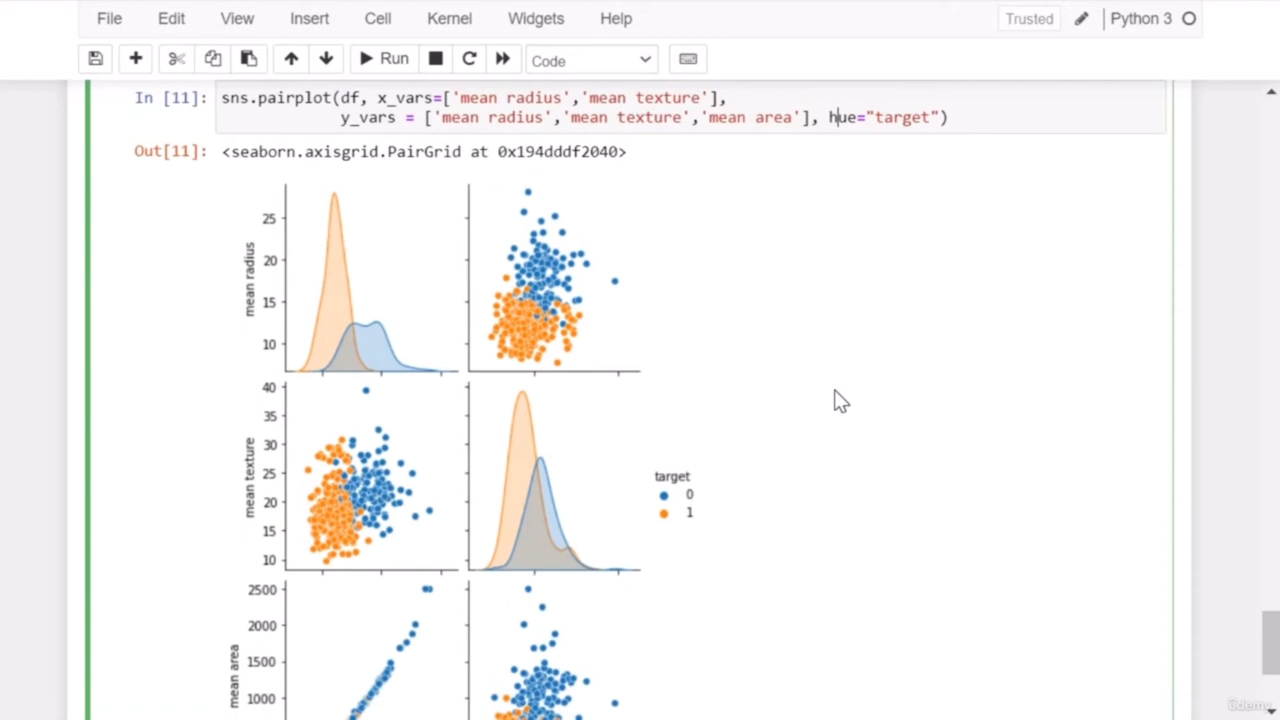 File Edit View Insert Cell Kernel Widgets Help Trusted Python 3
Run Code
In [11]: sns.pairplot(df, x_vars=['mean radius','mean texture'],
y_vars = ['mean radius','mean texture','mean area'], hue="target")
Out[11]: <seaborn.axisgrid.PairGrid at 0x194dddf2040>
25
20
15
10
mean radius
40
35
30
25
20
15
10
mean texture
target
0
1
2500
2000
1500
1000
mean area
Udemy